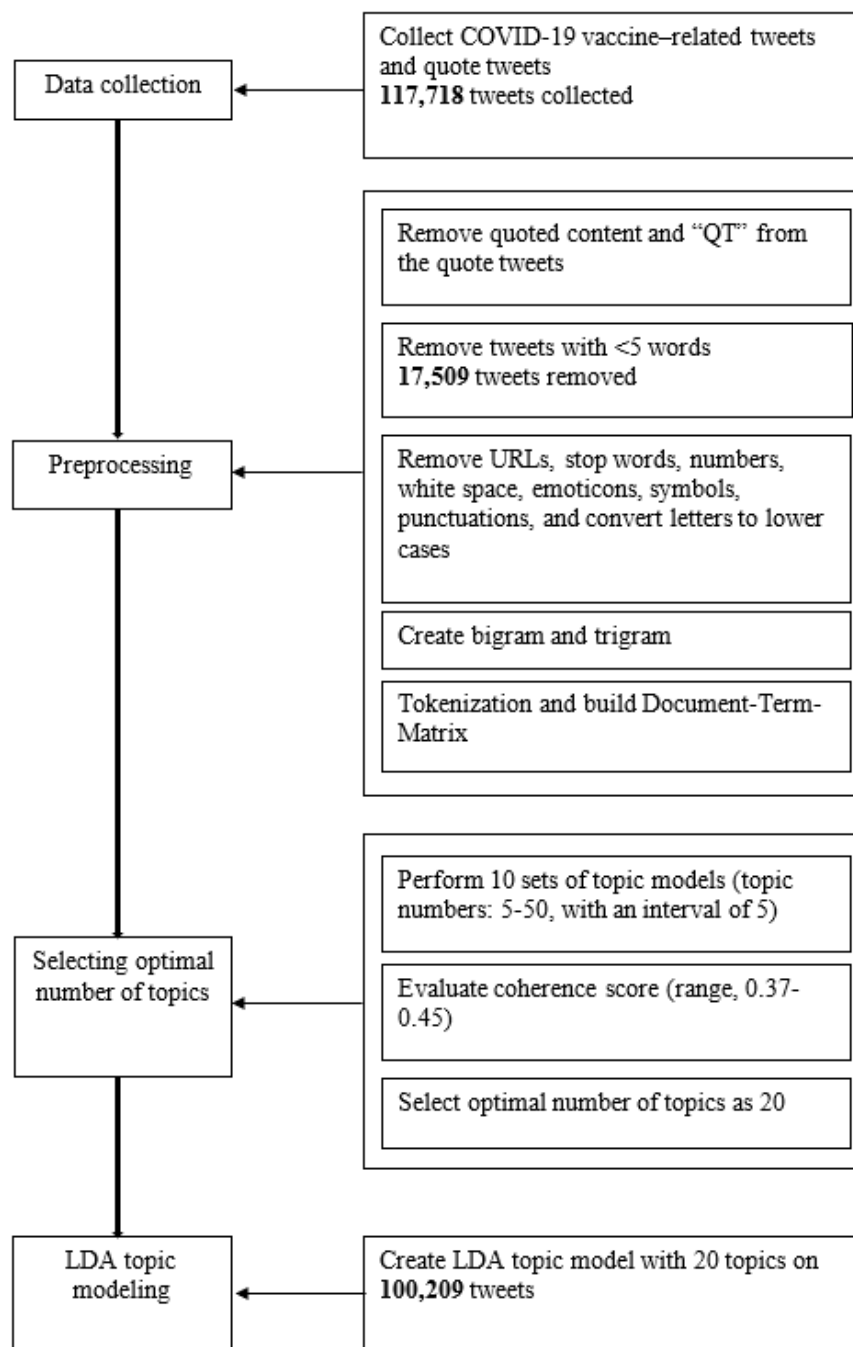 Collect COVID-19 vaccine–related tweets
and quote tweets
117,718 tweets collected
Data collection
Remove quoted content and “QT” from
the quote tweets
Remove tweets with <5 words
17,509 tweets removed
Preprocessing
Remove URLs, stop words, numbers,
white space, emoticons, symbols,
punctuations, and convert letters to lower
cases
Create bigram and trigram
Tokenization and build Document-Term-
Matrix
Perform 10 sets of topic models (topic
numbers: 5-50, with an interval of 5)
Selecting optimal
number of topics
Evaluate coherence score (range, 0.37-
0.45)
Select optimal number of topics as 20
LDA topic
modeling
Create LDA topic model with 20 topics on
100,209 tweets